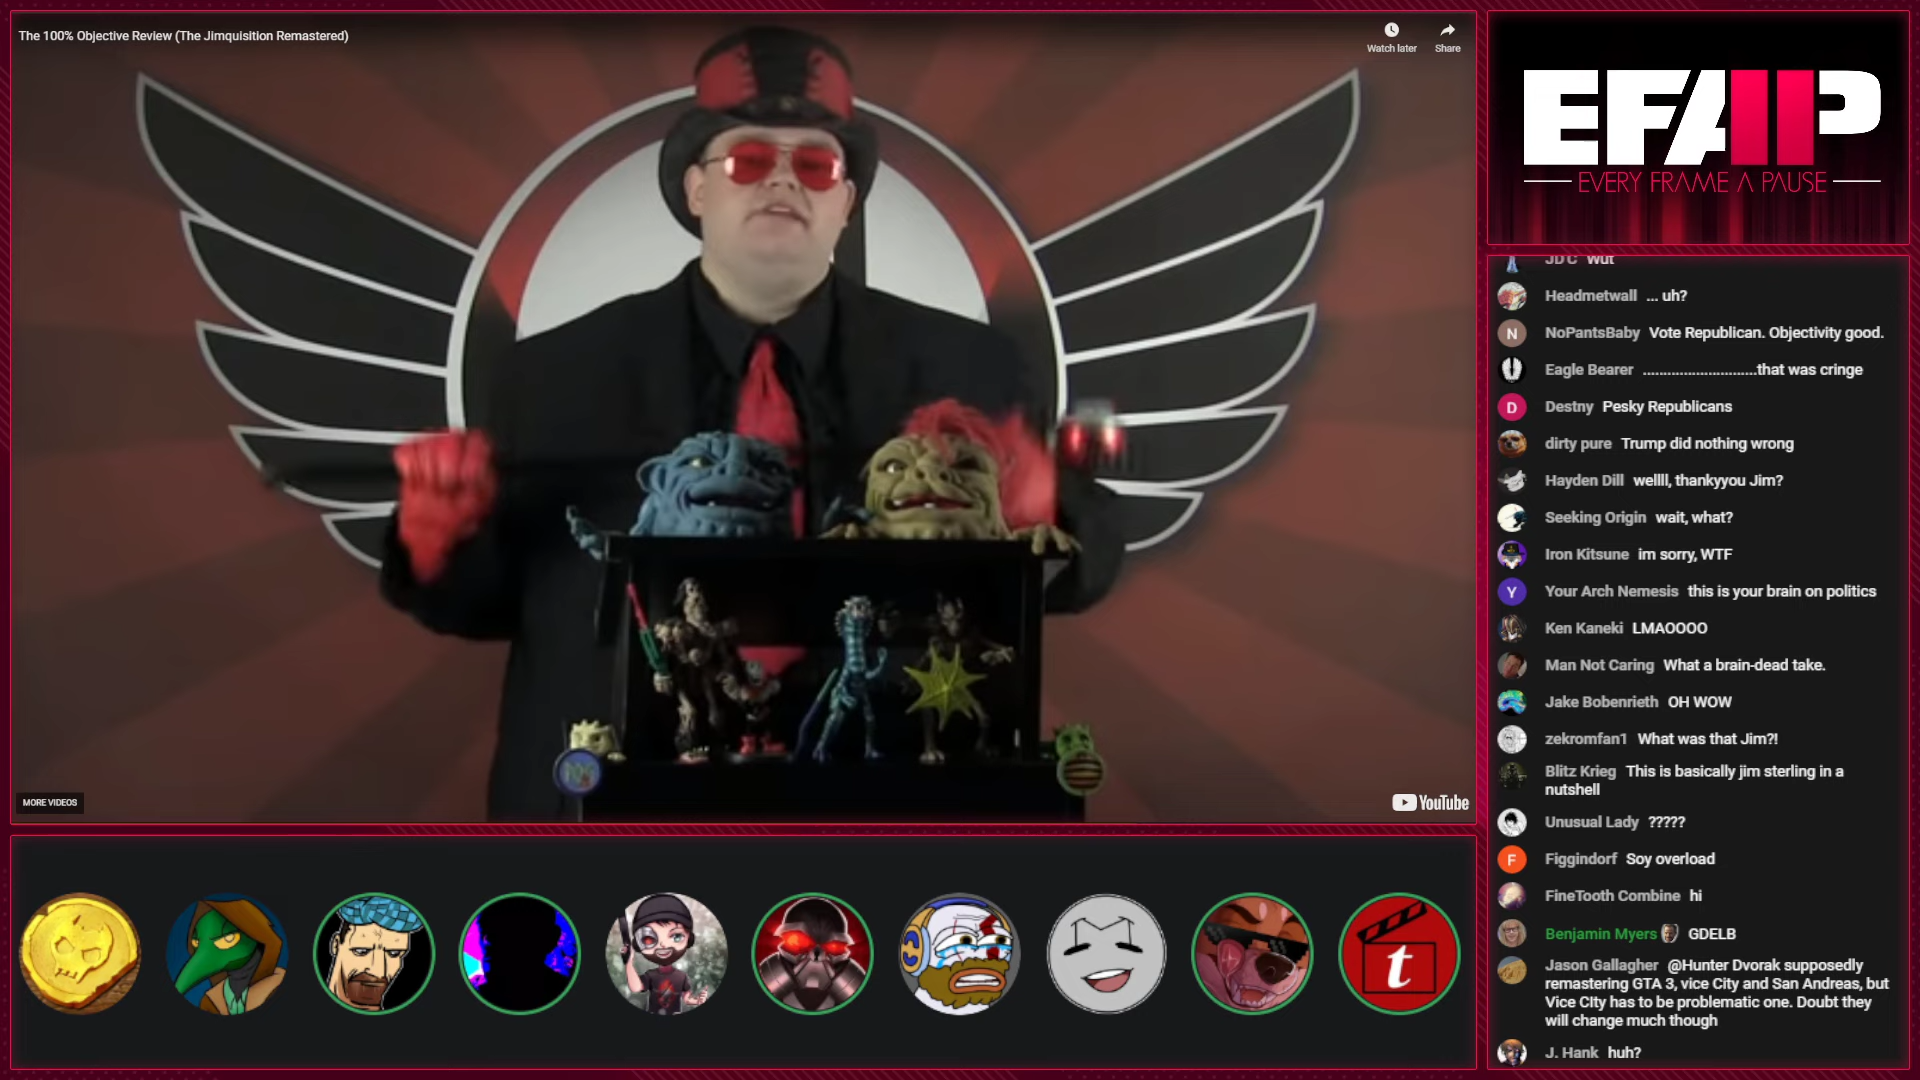 The 100% Objective Review (The Jimquisition Remastered)
Watch later
Share
MORE VIDEOS
YouTube
EFAP
EVERY FRAME A PAUSE
JD C Wut
Headmetwall ... uh?
N
NoPantsBaby Vote Republican. Objectivity good.
Eagle Bearer ............................that was cringe
D
Destny Pesky Republicans
dirty pure Trump did nothing wrong
Hayden Dill wellll, thankyyou Jim?
Seeking Origin wait, what?
Iron Kitsune im sorry, WTF
Y
Your Arch Nemesis this is your brain on politics
Ken Kaneki LMAOOOO
Man Not Caring What a brain-dead take.
Jake Bobenrieth OH WOW
zekromfan1 What was that Jim?!
Blitz Krieg This is basically jim sterling in a
nutshell
Unusual Lady ?????
F
Figgindorf Soy overload
FineTooth Combine hi
Benjamin Myers GDELB
Jason Gallagher @Hunter Dvorak supposedly
remastering GTA 3, vice City and San Andreas, but
Vice CIty has to be problematic one. Doubt they
will change much though
J. Hank huh?
t